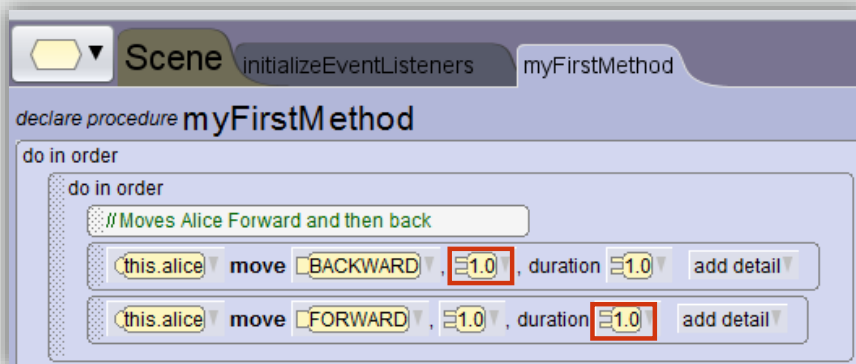 Scene initializeEventListeners myFirstMethod
declare procedure myFirstMethod
do in order
do in order
//Moves Alice Forward and then back
this.alice move BACKWARD , 1.0 , duration 1.0 add detail
this.alice move FORWARD , 1.0 , duration 1.0 add detail